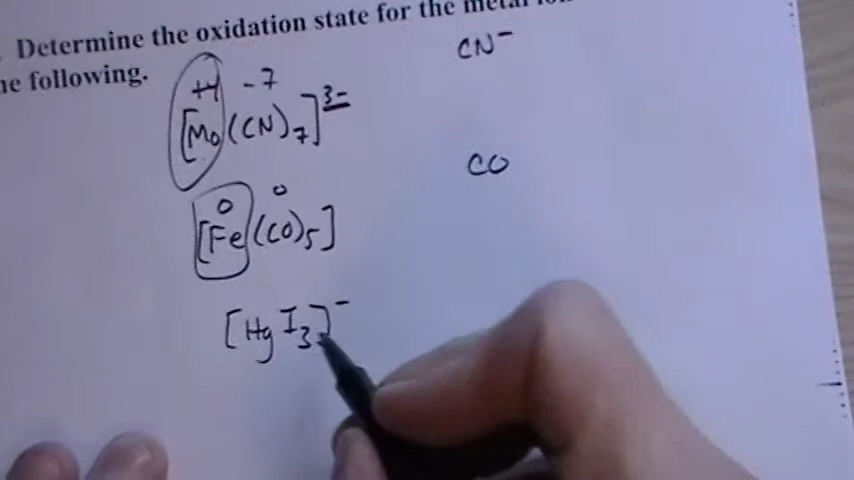 Determine the oxidation state for the metal
following.
CN⁻
+4 -7
[Mo(CN)₇]³⁻
CO
0 0
[Fe(CO)₅]
[HgI₃]⁻